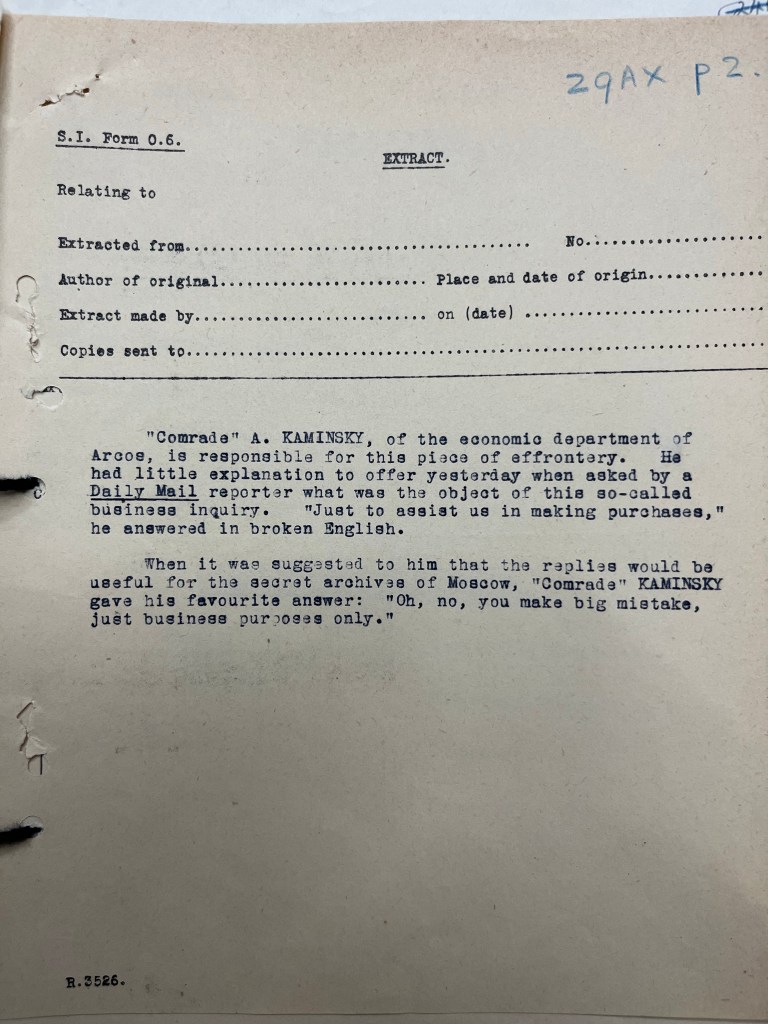 29AX p2.
S.I. Form O.6.
EXTRACT.
Relating to
Extracted from...................................... No....................
Author of original........................ Place and date of origin.............
Extract made by........................... on (date) ...........................
Copies sent to..................................................................
"Comrade" A. KAMINSKY, of the economic department of
Arcos, is responsible for this piece of effrontery. He
had little explanation to offer yesterday when asked by a
Daily Mail reporter what was the object of this so-called
business inquiry. "Just to assist us in making purchases,"
he answered in broken English.
When it was suggested to him that the replies would be
useful for the secret archives of Moscow, "Comrade" KAMINSKY
gave his favourite answer: "Oh, no, you make big mistake,
just business purposes only."
R.3526.